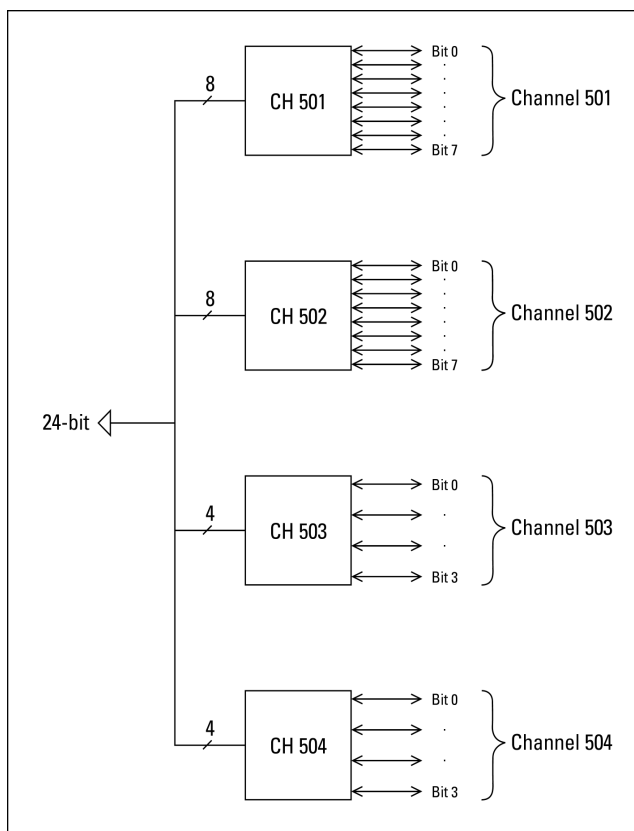 8
CH 501
Bit 0
.
.
.
.
.
.
Bit 7
Channel 501
8
CH 502
Bit 0
.
.
.
.
.
.
Bit 7
Channel 502
24-bit
4
CH 503
Bit 0
.
.
Bit 3
Channel 503
4
CH 504
Bit 0
.
.
Bit 3
Channel 504